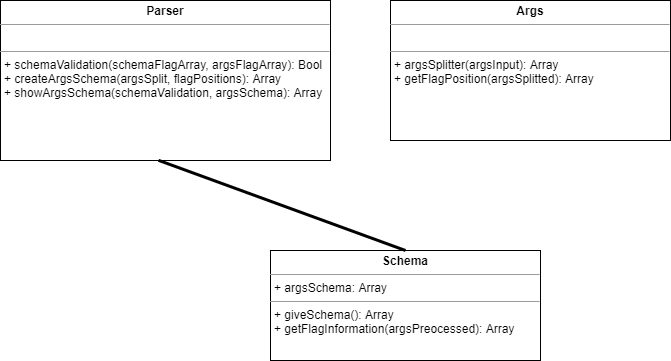 Parser
+ schemaValidation(schemaFlagArray, argsFlagArray): Bool
+ createArgsSchema(argsSplit, flagPositions): Array
+ showArgsSchema(schemaValidation, argsSchema): Array
Args
+ argsSplitter(argsInput): Array
+ getFlagPosition(argsSplitted): Array
Schema
+ argsSchema: Array
+ giveSchema(): Array
+ getFlagInformation(argsPreocessed): Array